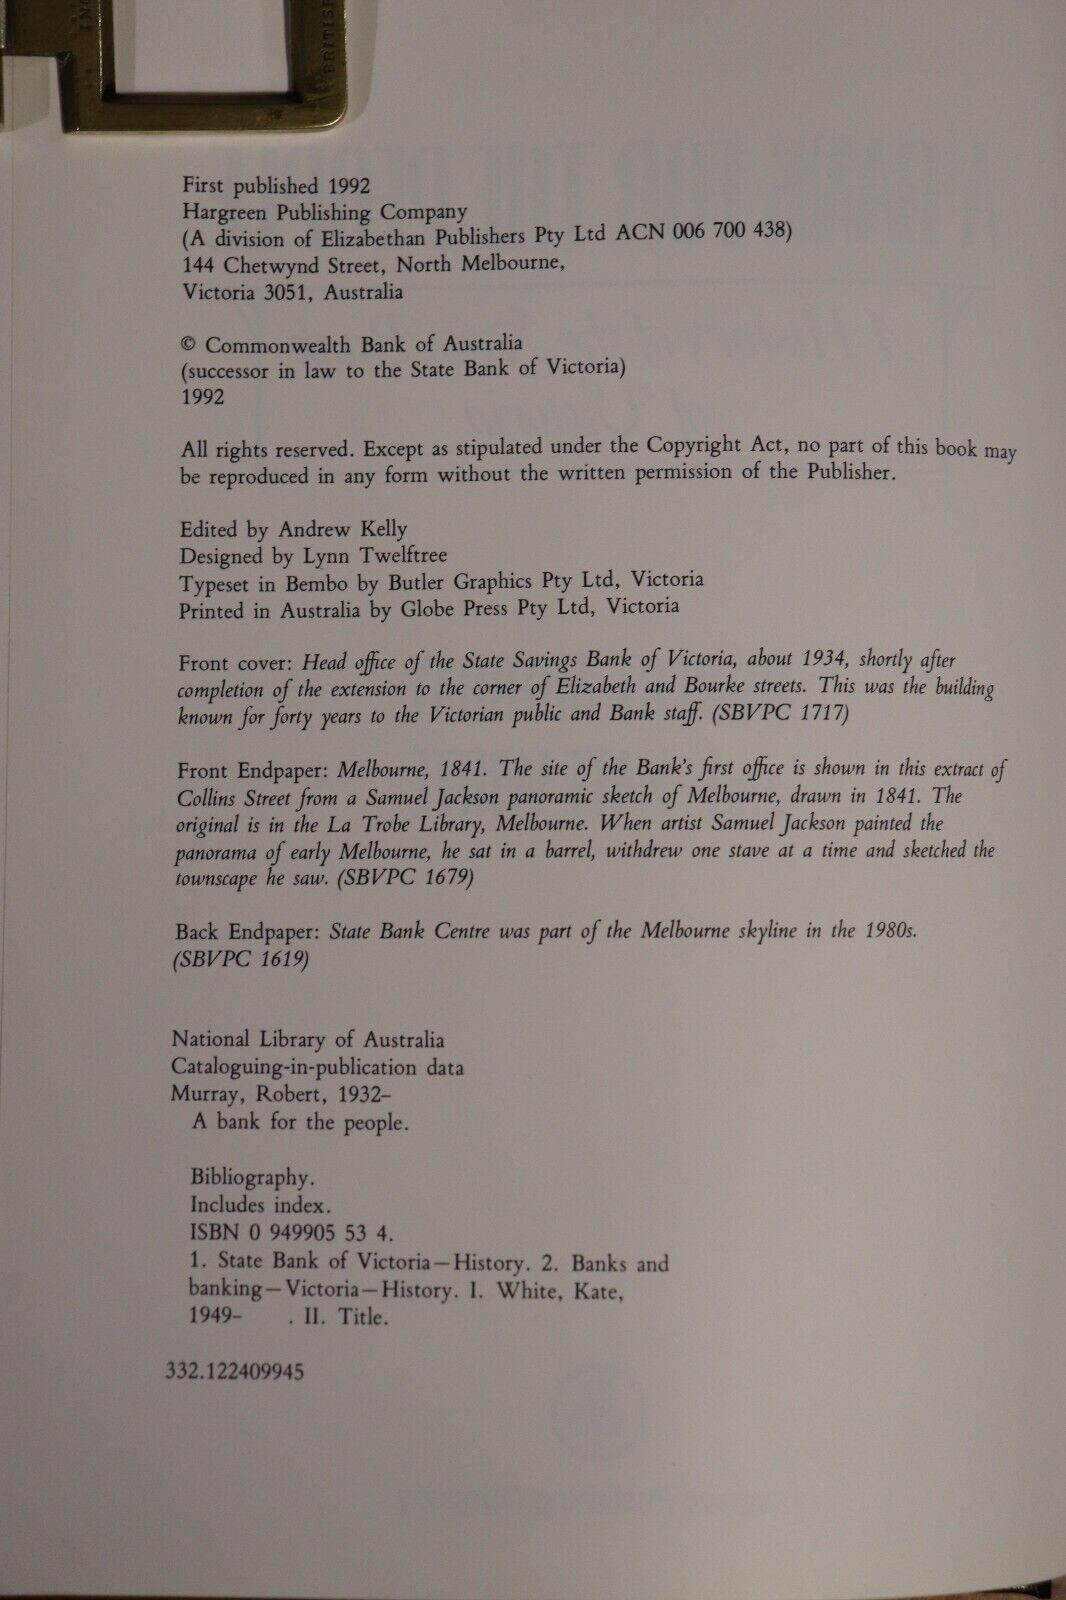 ING
BRITISH
First published 1992
Hargreen Publishing Company
(A division of Elizabethan Publishers Pty Ltd ACN 006 700 438)
144 Chetwynd Street, North Melbourne,
Victoria 3051, Australia
© Commonwealth Bank of Australia
(successor in law to the State Bank of Victoria)
1992
All rights reserved. Except as stipulated under the Copyright Act, no part of this book may
be reproduced in any form without the written permission of the Publisher.
Edited by Andrew Kelly
Designed by Lynn Twelftree
Typeset in Bembo by Butler Graphics Pty Ltd, Victoria
Printed in Australia by Globe Press Pty Ltd, Victoria
Front cover: Head office of the State Savings Bank of Victoria, about 1934, shortly after
completion of the extension to the corner of Elizabeth and Bourke streets. This was the building
known for forty years to the Victorian public and Bank staff. (SBVPC 1717)
Front Endpaper: Melbourne, 1841. The site of the Bank's first office is shown in this extract of
Collins Street from a Samuel Jackson panoramic sketch of Melbourne, drawn in 1841. The
original is in the La Trobe Library, Melbourne. When artist Samuel Jackson painted the
panorama of early Melbourne, he sat in a barrel, withdrew one stave at a time and sketched the
townscape he saw. (SBVPC 1679)
Back Endpaper: State Bank Centre was part of the Melbourne skyline in the 1980s.
(SBVPC 1619)
National Library of Australia
Cataloguing-in-publication data
Murray, Robert, 1932–
A bank for the people.
Bibliography.
Includes index.
ISBN 0 949905 53 4.
1. State Bank of Victoria—History. 2. Banks and
banking—Victoria—History. I. White, Kate,
1949– . II. Title.
332.122409945